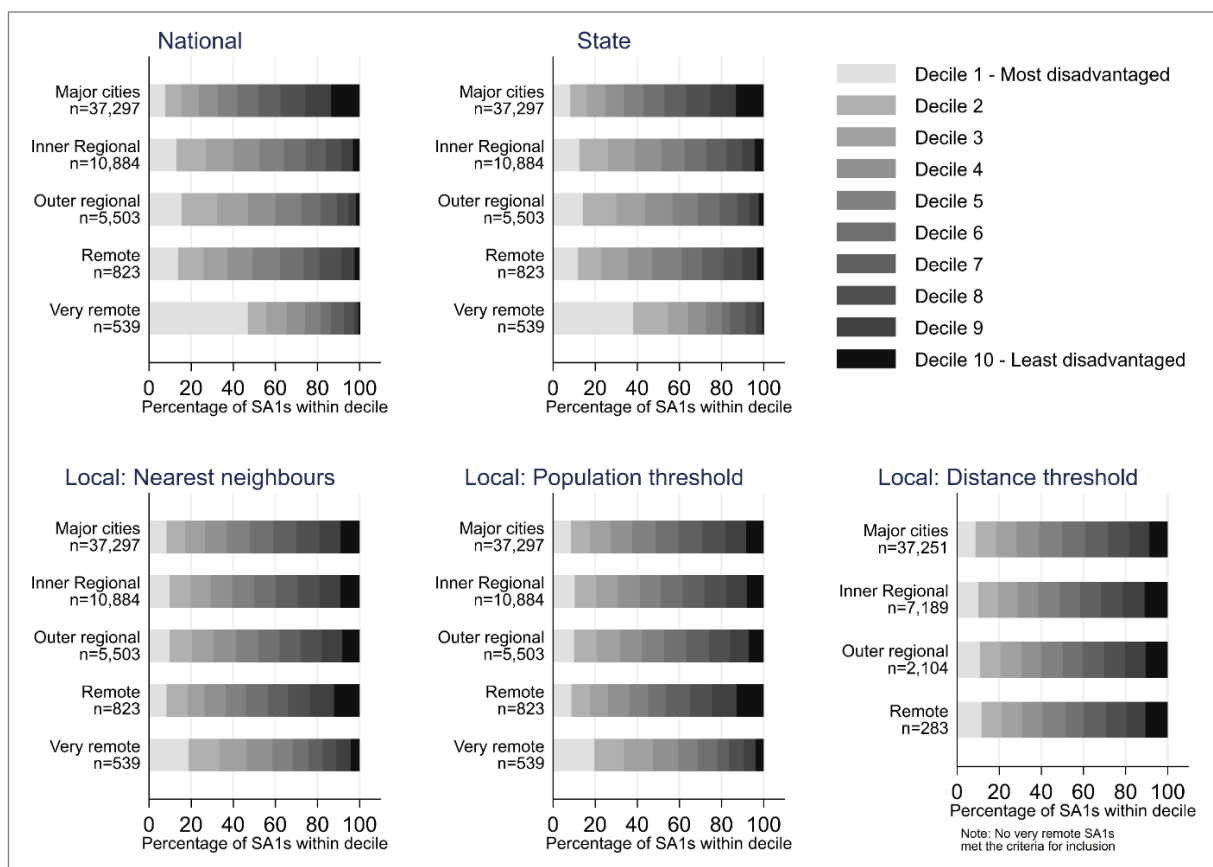 National
Major cities
n=37,297
Inner Regional
n=10,884
Outer regional
n=5,503
Remote
n=823
Very remote
n=539
0 20 40 60 80 100
Percentage of SA1s within decile
State
Major cities
n=37,297
Inner Regional
n=10,884
Outer regional
n=5,503
Remote
n=823
Very remote
n=539
0 20 40 60 80 100
Percentage of SA1s within decile
Decile 1 - Most disadvantaged
Decile 2
Decile 3
Decile 4
Decile 5
Decile 6
Decile 7
Decile 8
Decile 9
Decile 10 - Least disadvantaged
Local: Nearest neighbours
Major cities
n=37,297
Inner Regional
n=10,884
Outer regional
n=5,503
Remote
n=823
Very remote
n=539
0 20 40 60 80 100
Percentage of SA1s within decile
Local: Population threshold
Major cities
n=37,297
Inner Regional
n=10,884
Outer regional
n=5,503
Remote
n=823
Very remote
n=539
0 20 40 60 80 100
Percentage of SA1s within decile
Local: Distance threshold
Major cities
n=37,251
Inner Regional
n=7,189
Outer regional
n=2,104
Remote
n=283
0 20 40 60 80 100
Percentage of SA1s within decile
Note: No very remote SA1s
met the criteria for inclusion